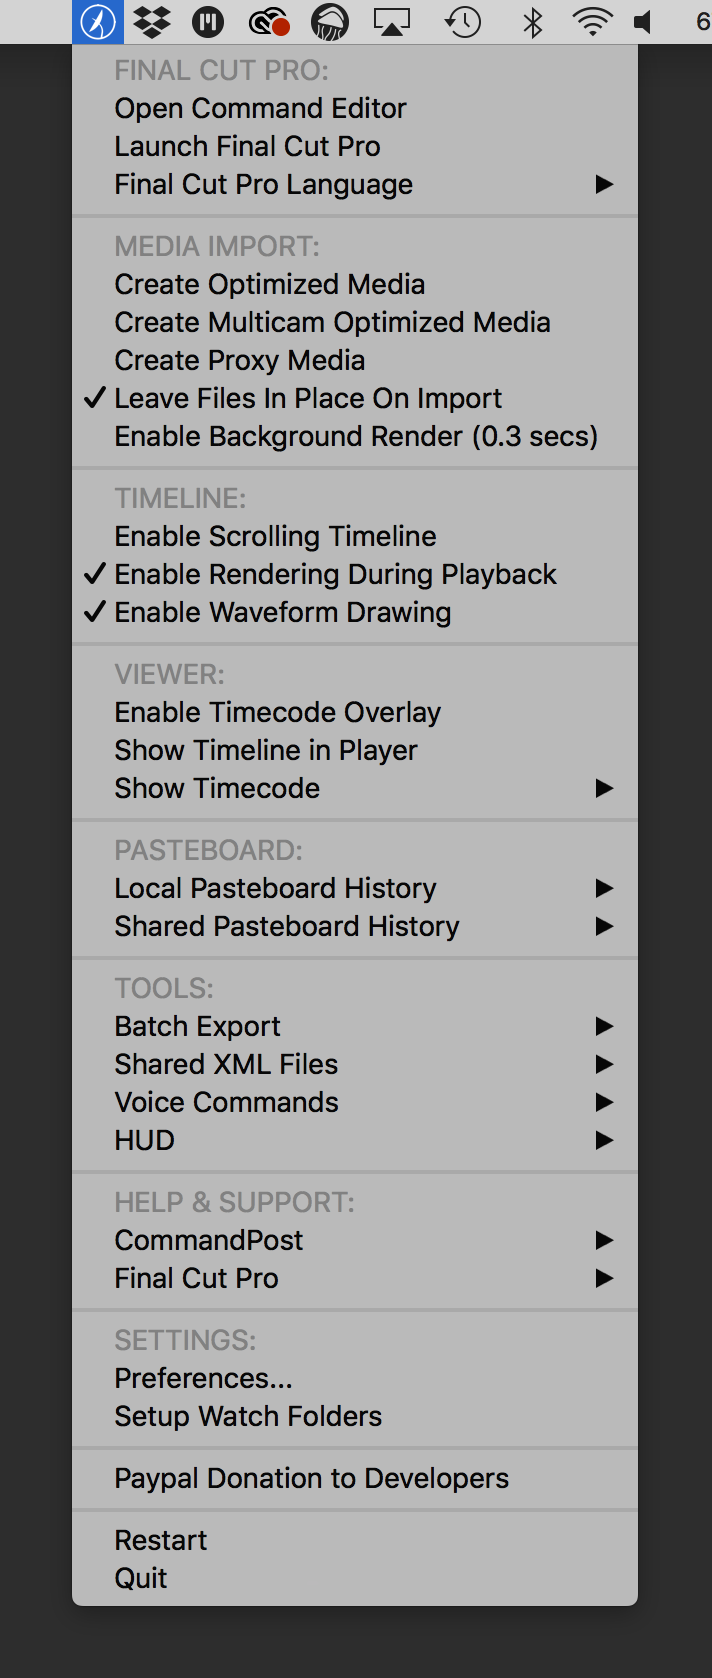 6
FINAL CUT PRO:
Open Command Editor
Launch Final Cut Pro
Final Cut Pro Language
MEDIA IMPORT:
Create Optimized Media
Create Multicam Optimized Media
Create Proxy Media
Leave Files In Place On Import
Enable Background Render (0.3 secs)
TIMELINE:
Enable Scrolling Timeline
Enable Rendering During Playback
Enable Waveform Drawing
VIEWER:
Enable Timecode Overlay
Show Timeline in Player
Show Timecode
PASTEBOARD:
Local Pasteboard History
Shared Pasteboard History
TOOLS:
Batch Export
Shared XML Files
Voice Commands
HUD
HELP & SUPPORT:
CommandPost
Final Cut Pro
SETTINGS:
Preferences...
Setup Watch Folders
Paypal Donation to Developers
Restart
Quit